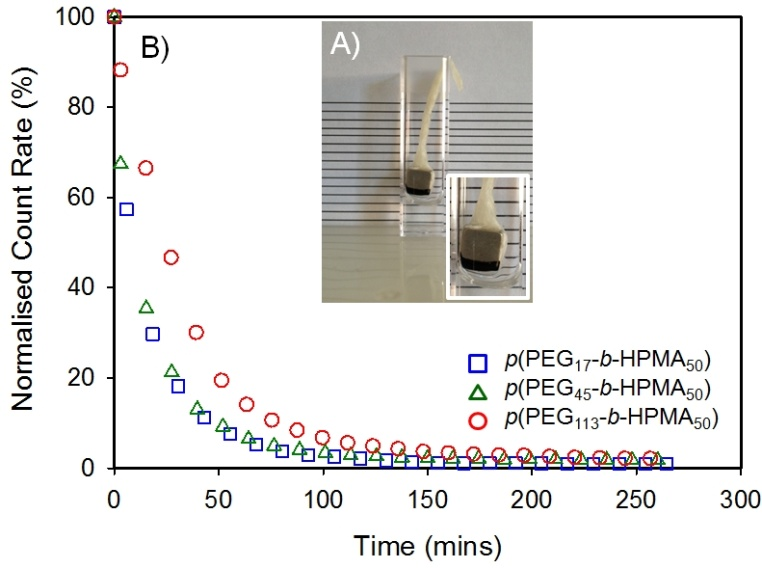 B)
A)
Normalised Count Rate (%)
100
80
60
40
20
0
p(PEG₁₇-b-HPMA₅₀)
p(PEG₄₅-b-HPMA₅₀)
p(PEG₁₁₃-b-HPMA₅₀)
0 50 100 150 200 250 300
Time (mins)